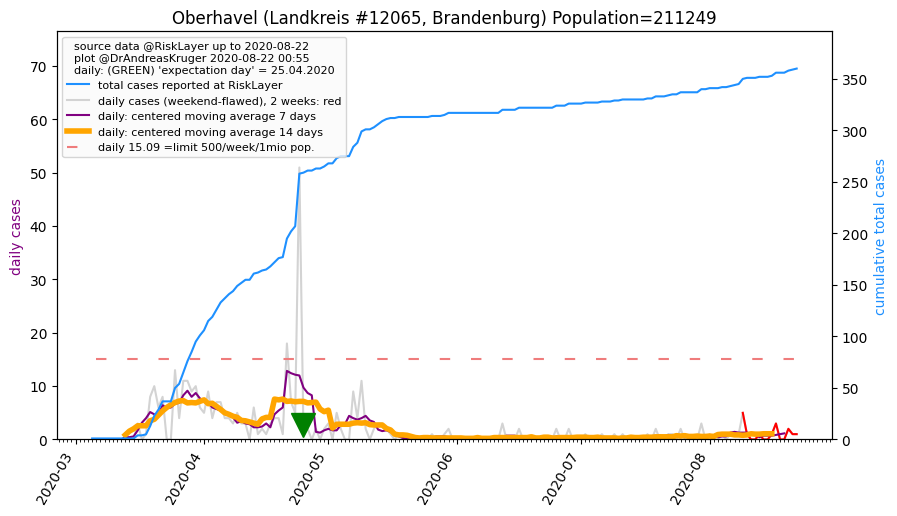 Oberhavel (Landkreis #12065, Brandenburg) Population=211249
source data @RiskLayer up to 2020-08-22
plot @DrAndreasKruger 2020-08-22 00:55
daily: (GREEN) 'expectation day' = 25.04.2020
total cases reported at RiskLayer
daily cases (weekend-flawed), 2 weeks: red
daily: centered moving average 7 days
daily: centered moving average 14 days
daily 15.09 =limit 500/week/1mio pop.
daily cases
70
60
50
40
30
20
10
0
cumulative total cases
350
300
250
200
150
100
50
0
2020-03
2020-04
2020-05
2020-06
2020-07
2020-08